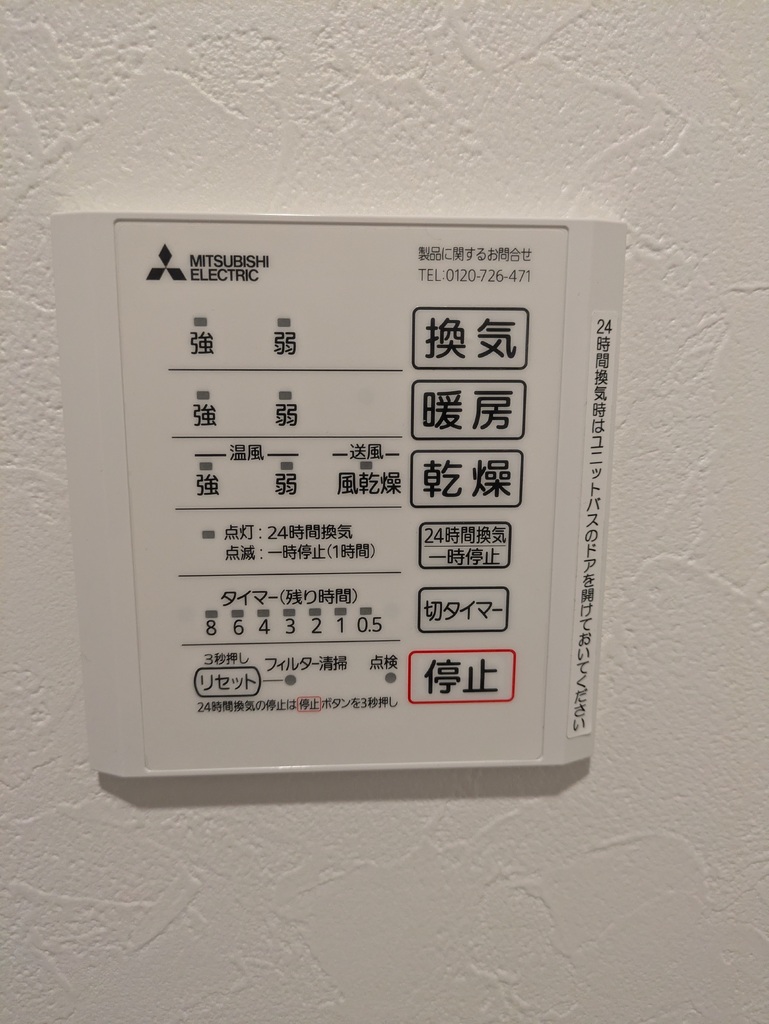 MITSUBISHI
ELECTRIC
製品に関するお問合せ
TEL:0120-726-471
強 弱 換気
強 弱 暖房
温風 送風
強 弱 風乾燥 乾燥
点灯:24時間換気
点滅:一時停止(1時間)
24時間換気
一時停止
タイマー(残り時間)
8 6 4 3 2 1 0.5
切タイマー
3秒押し
リセット フィルター清掃 点検
停止
24時間換気の停止は停止ボタンを3秒押し
24時間換気時はユニットバスのドアを開けておいてください